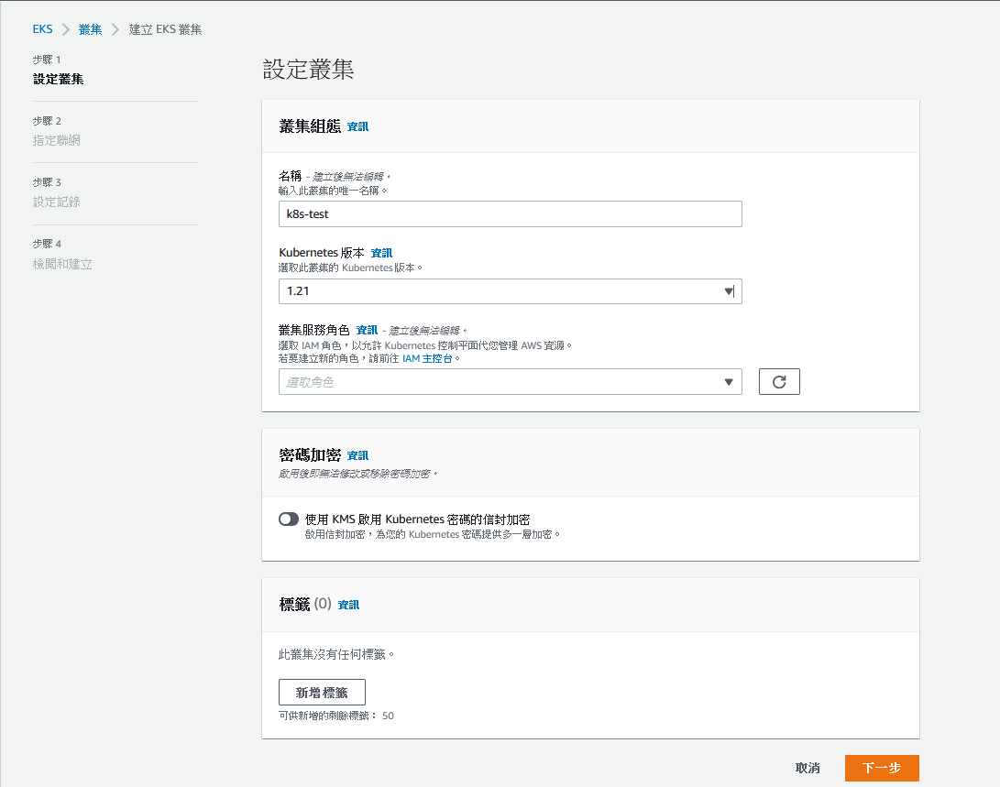 EKS > 叢集 > 建立 EKS 叢集
步驟 1
設定叢集
步驟 2
指定聯網
步驟 3
設定記錄
步驟 4
檢閱和建立
設定叢集
叢集組態 資訊
名稱 - 建立後無法編輯。
輸入此叢集的唯一名稱。
k8s-test
Kubernetes 版本 資訊
選取此叢集的 Kubernetes 版本。
1.21
叢集服務角色 資訊 - 建立後無法編輯。
選取 IAM 角色，以允許 Kubernetes 控制平面代您管理 AWS 資源。
若要建立新的角色，請前往 IAM 主控台。
選取角色
密碼加密 資訊
啟用後即無法修改或移除密碼加密。
使用 KMS 啟用 Kubernetes 密碼的信封加密
啟用信封加密，為您的 Kubernetes 密碼提供多一層加密。
標籤 (0) 資訊
此叢集沒有任何標籤。
新增標籤
可供新增的剩餘標籤： 50
取消
下一步